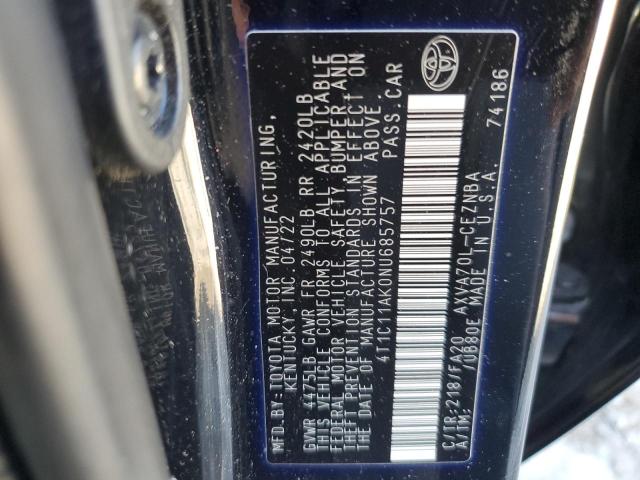 MFD. BY:TOYOTA MOTOR MANUFACTURING,
KENTUCKY, INC. 04/22
GVWR 4475LB GAWR FR 2490LB RR 2420LB
THIS VEHICLE CONFORMS TO ALL APPLICABLE
FEDERAL MOTOR VEHICLE SAFETY, BUMPER, AND
THEFT PREVENTION STANDARDS IN EFFECT ON
THE DATE OF MANUFACTURE SHOWN ABOVE.
4T1C11AK0NU685757 PASS.CAR
C/TR:218/FA20 AXVA70L-CEZNBA
A/TM: /UB80E MADE IN U.S.A. 74186